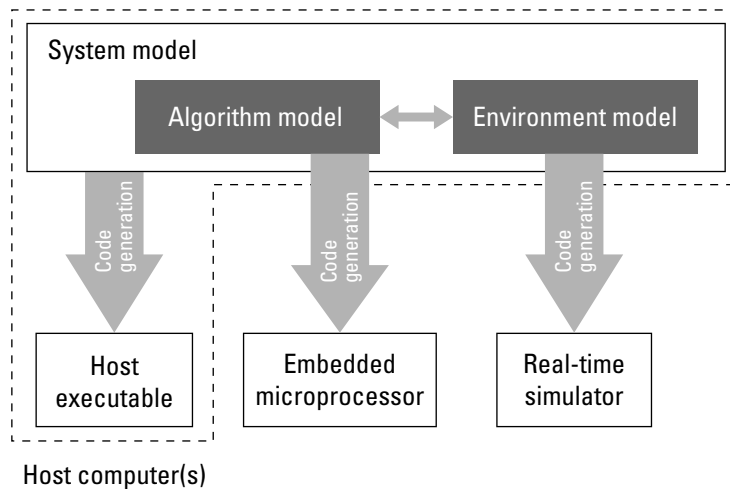 System model
Algorithm model
Environment model
Code
generation
Code
generation
Code
generation
Host
executable
Embedded
microprocessor
Real-time
simulator
Host computer(s)